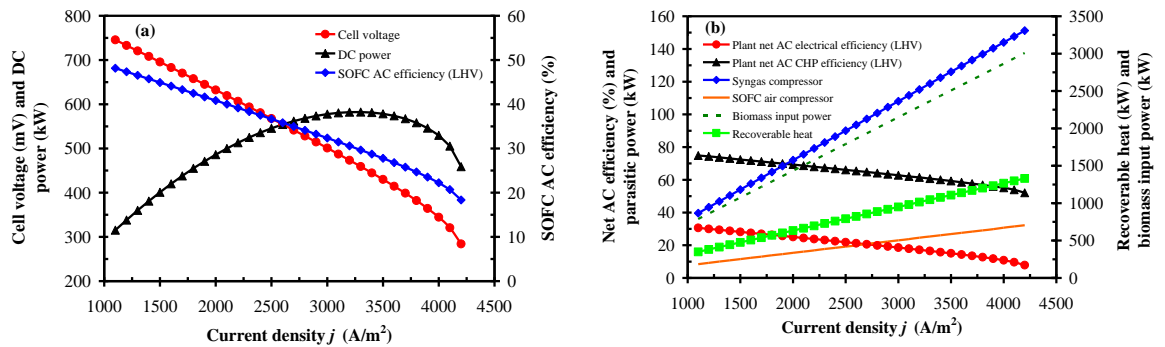 (a)
Cell voltage
DC power
SOFC AC efficiency (LHV)
Cell voltage (mV) and DC
power (kW)
800
700
600
500
400
300
200
SOFC AC efficiency (%)
60
50
40
30
20
10
0
1000 1500 2000 2500 3000 3500 4000 4500
Current density j (A/m²)
(b)
Plant net AC electrical efficiency (LHV)
Plant net AC CHP efficiency (LHV)
Syngas compressor
SOFC air compressor
Biomass input power
Recoverable heat
Net AC efficiency (%) and
parasitic power (kW)
160
140
120
100
80
60
40
20
0
Recoverable heat (kW) and
biomass input power (kW)
3500
3000
2500
2000
1500
1000
500
0
1000 1500 2000 2500 3000 3500 4000 4500
Current density j (A/m²)